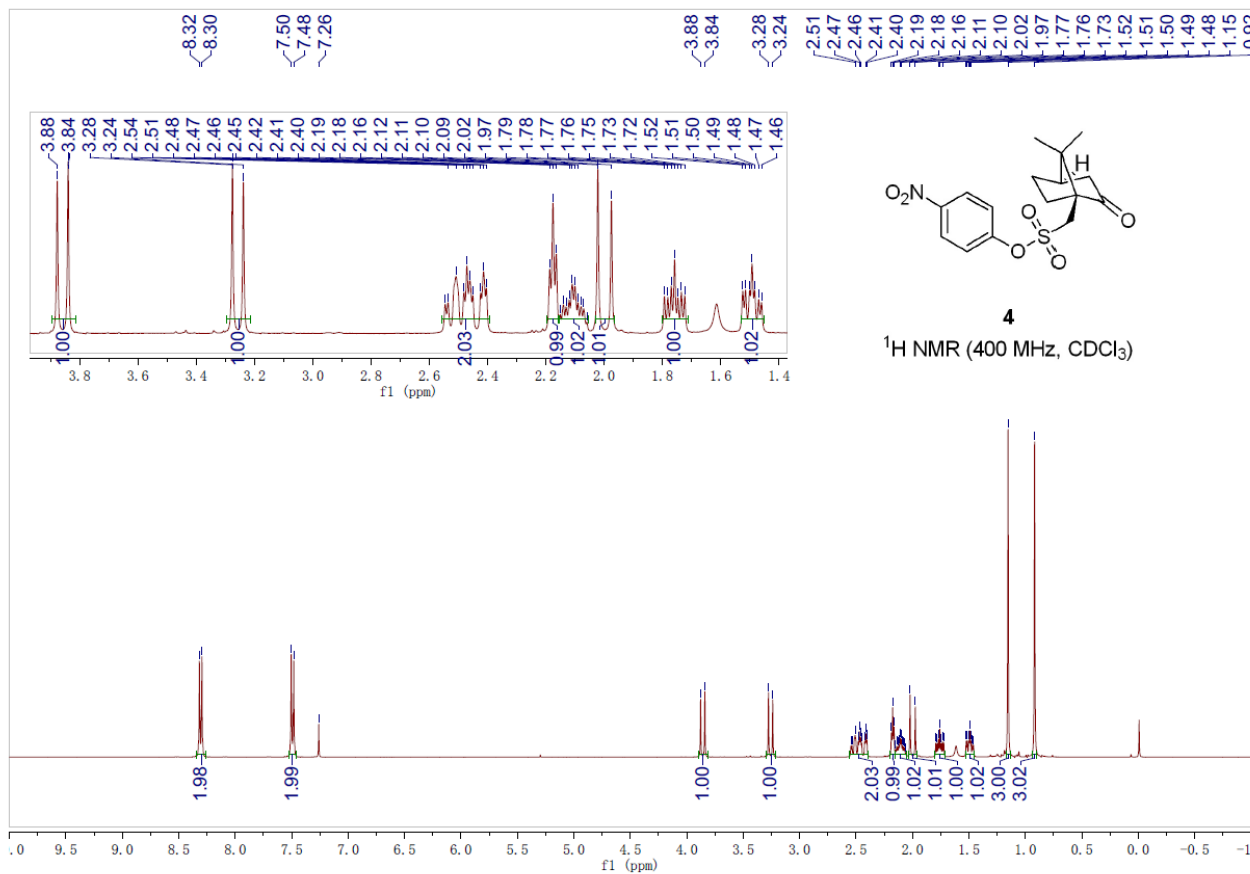 8.32 8.30 7.50 7.48 7.26 3.88 3.84 3.28 3.24 2.51 2.47 2.46 2.41 2.40 2.19 2.18 2.16 2.11 2.10 2.02 1.97 1.77 1.76 1.73 1.52 1.51 1.50 1.49 1.48 1.15 0.92
3.88 3.84 3.28 3.24 2.54 2.51 2.48 2.47 2.46 2.45 2.42 2.41 2.40 2.19 2.18 2.16 2.12 2.11 2.10 2.09 2.02 1.97 1.79 1.78 1.77 1.76 1.75 1.73 1.72 1.52 1.51 1.50 1.49 1.48 1.47 1.46
1.00 1.00 2.03 0.99 1.02 1.01 1.00 1.02
3.8 3.6 3.4 3.2 3.0 2.8 2.6 2.4 2.2 2.0 1.8 1.6 1.4
f1 (ppm)
H
O2N
O
O
S
O
O
4
¹H NMR (400 MHz, CDCl₃)
1.98 1.99 1.00 1.00 2.03 0.99 1.02 1.01 1.00 1.02 3.00 3.02
.0 9.5 9.0 8.5 8.0 7.5 7.0 6.5 6.0 5.5 5.0 4.5 4.0 3.5 3.0 2.5 2.0 1.5 1.0 0.5 0.0 -0.5 -1
f1 (ppm)